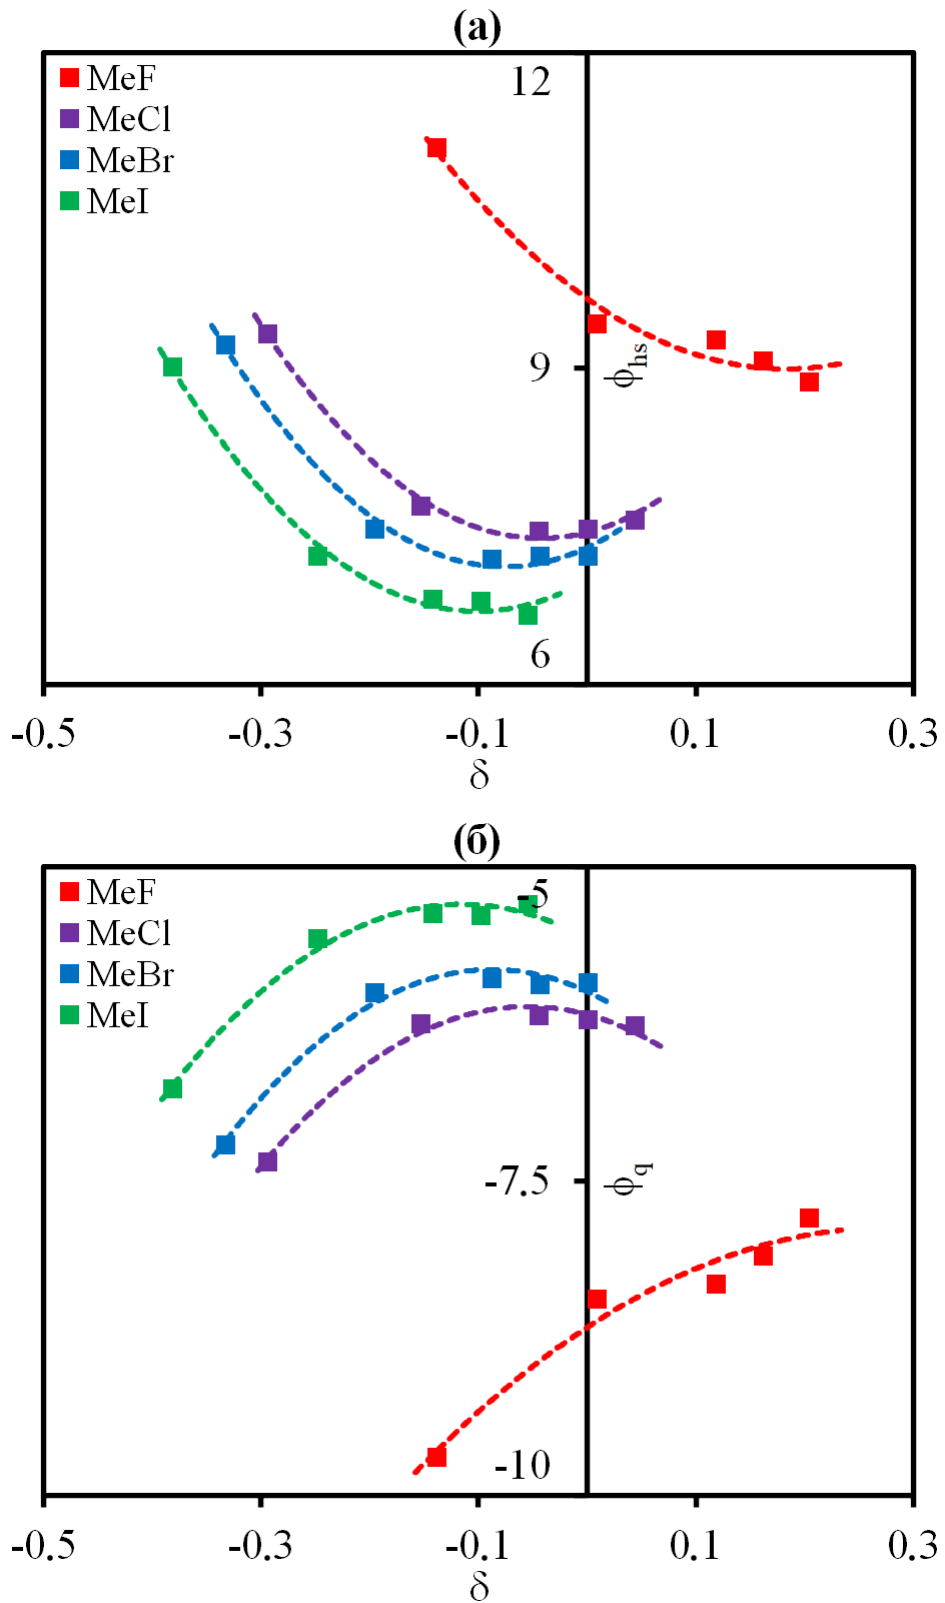 (а)
MeF
MeCl
MeBr
MeI
12
9
6
ϕhs
-0.5 -0.3 -0.1 0.1 0.3
δ
(б)
MeF
MeCl
MeBr
MeI
-5
-7.5
-10
ϕq
-0.5 -0.3 -0.1 0.1 0.3
δ